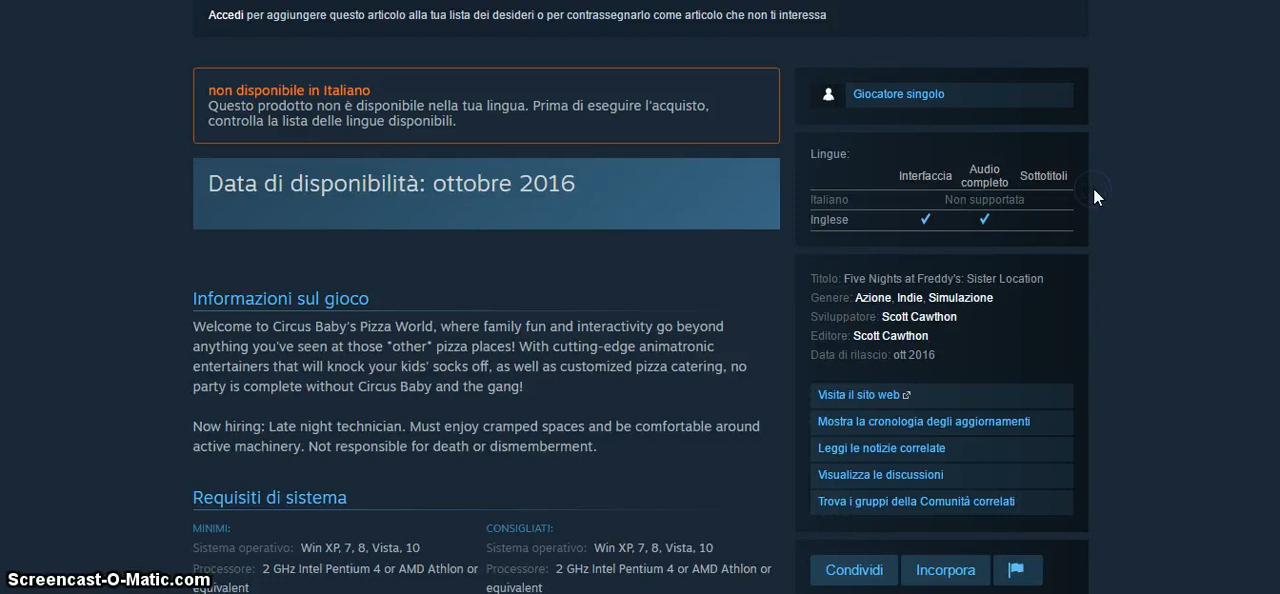 Accedi per aggiungere questo articolo alla tua lista dei desideri o per contrassegnarlo come articolo che non ti interessa
non disponibile in Italiano
Questo prodotto non è disponibile nella tua lingua. Prima di eseguire l'acquisto,
controlla la lista delle lingue disponibili.
Data di disponibilità: ottobre 2016
Informazioni sul gioco
Welcome to Circus Baby's Pizza World, where family fun and interactivity go beyond
anything you've seen at those *other* pizza places! With cutting-edge animatronic
entertainers that will knock your kids' socks off, as well as customized pizza catering, no
party is complete without Circus Baby and the gang!
Now hiring: Late night technician. Must enjoy cramped spaces and be comfortable around
active machinery. Not responsible for death or dismemberment.
Requisiti di sistema
MINIMI:
Sistema operativo: Win XP, 7, 8, Vista, 10
Processore: 2 GHz Intel Pentium 4 or AMD Athlon or
equivalent
CONSIGLIATI:
Sistema operativo: Win XP, 7, 8, Vista, 10
Processore: 2 GHz Intel Pentium 4 or AMD Athlon or
equivalent
Giocatore singolo
Lingue:
Interfaccia Audio completo Sottotitoli
Italiano Non supportata
Inglese ✔ ✔
Titolo: Five Nights at Freddy's: Sister Location
Genere: Azione, Indie, Simulazione
Sviluppatore: Scott Cawthon
Editore: Scott Cawthon
Data di rilascio: ott 2016
Visita il sito web
Mostra la cronologia degli aggiornamenti
Leggi le notizie correlate
Visualizza le discussioni
Trova i gruppi della Comunità correlati
Condividi Incorpora
Screencast-O-Matic.com